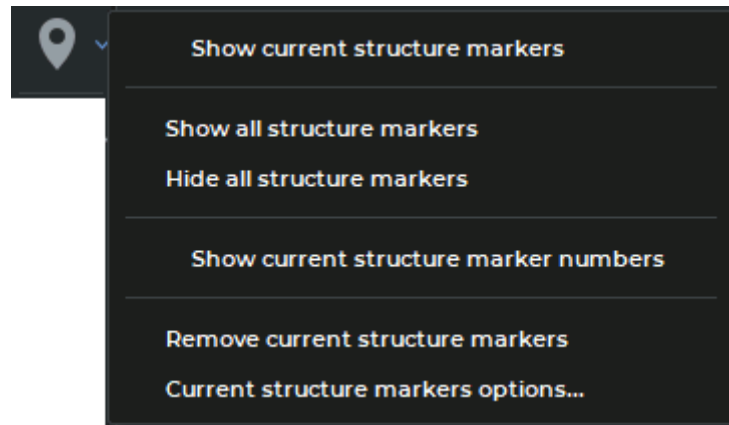 Show current structure markers
Show all structure markers
Hide all structure markers
Show current structure marker numbers
Remove current structure markers
Current structure markers options...